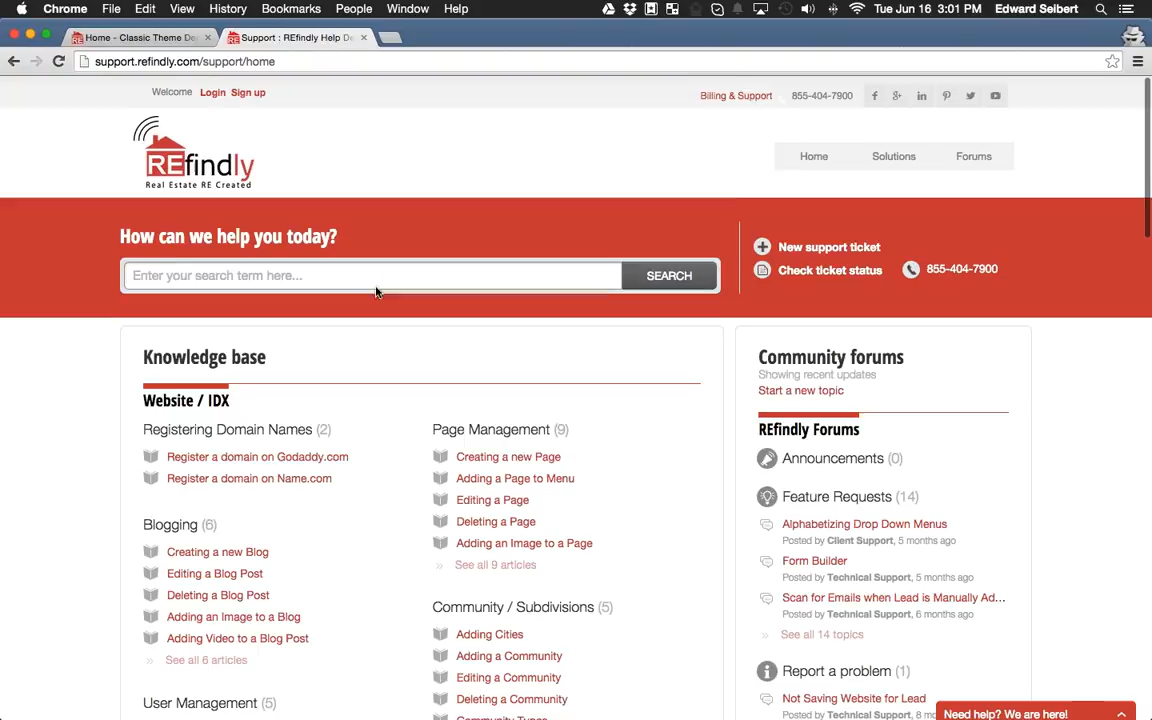 Chrome File Edit View History Bookmarks People Window Help Tue Jun 16 3:01 PM Edward Seibert
Home - Classic Theme De
Support : REfindly Help De
support.refindly.com/support/home
Welcome Login Sign up
Billing & Support 855-404-7900
REfindly
Real Estate RE Created
Home Solutions Forums
How can we help you today?
Enter your search term here...
SEARCH
New support ticket
Check ticket status
855-404-7900
Knowledge base
Website / IDX
Registering Domain Names (2)
Register a domain on Godaddy.com
Register a domain on Name.com
Blogging (6)
Creating a new Blog
Editing a Blog Post
Deleting a Blog Post
Adding an Image to a Blog
Adding Video to a Blog Post
See all 6 articles
User Management (5)
Page Management (9)
Creating a new Page
Adding a Page to Menu
Editing a Page
Deleting a Page
Adding an Image to a Page
See all 9 articles
Community / Subdivisions (5)
Adding Cities
Adding a Community
Editing a Community
Deleting a Community
Community Types
Community forums
Showing recent updates
Start a new topic
REfindly Forums
Announcements (0)
Feature Requests (14)
Alphabetizing Drop Down Menus
Posted by Client Support, 5 months ago
Form Builder
Posted by Technical Support, 5 months ago
Scan for Emails when Lead is Manually Ad...
Posted by Technical Support, 6 months ago
See all 14 topics
Report a problem (1)
Not Saving Website for Lead
Posted by Technical Support, 8 mo
Need help? We are here!